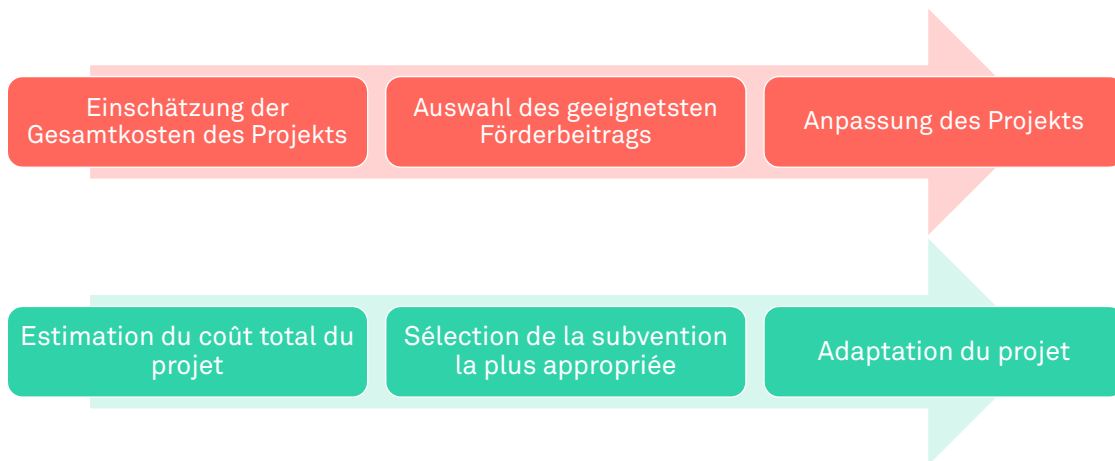 Einschätzung der
Gesamtkosten des Projekts
Auswahl des geeignetsten
Förderbeitrags
Anpassung des Projekts
Estimation du coût total du
projet
Sélection de la subvention
la plus appropriée
Adaptation du projet